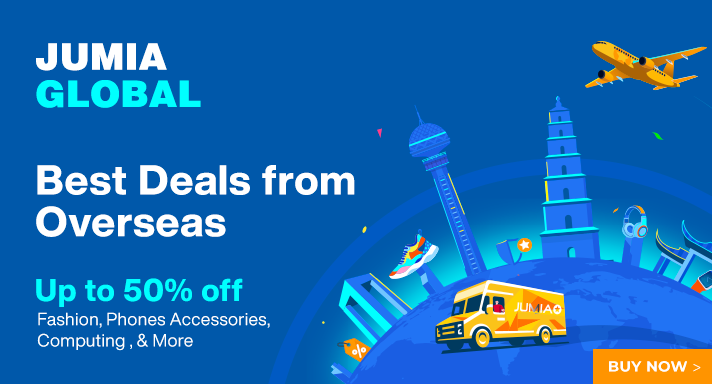 JUMIA
GLOBAL
Best Deals from
Overseas
Up to 50% off
Fashion, Phones Accessories,
Computing , & More
JUMIA
%
BUY NOW >